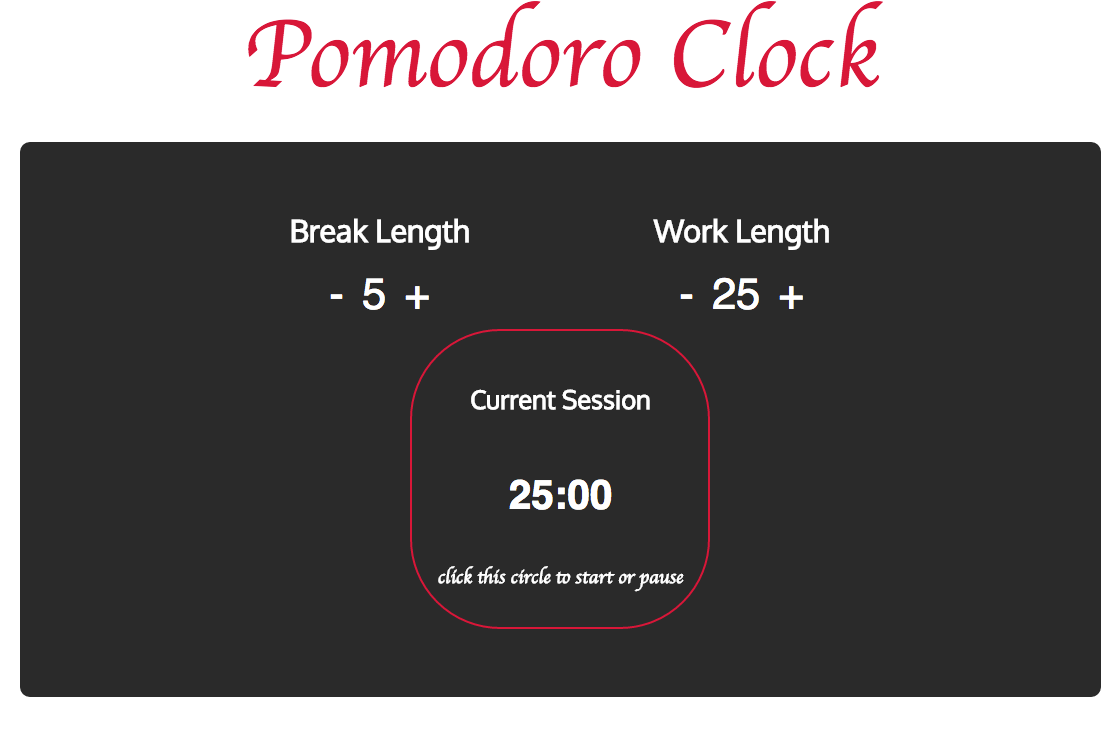 Pomodoro Clock
Break Length
Work Length
- 5 +
- 25 +
Current Session
25:00
click this circle to start or pause